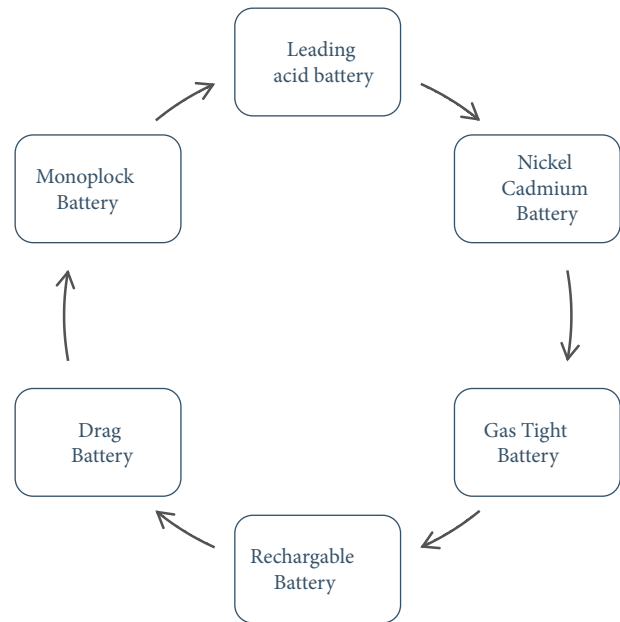 Leading
acid battery
Nickel
Cadmium
Battery
Gas Tight
Battery
Rechargable
Battery
Drag
Battery
Monoplock
Battery